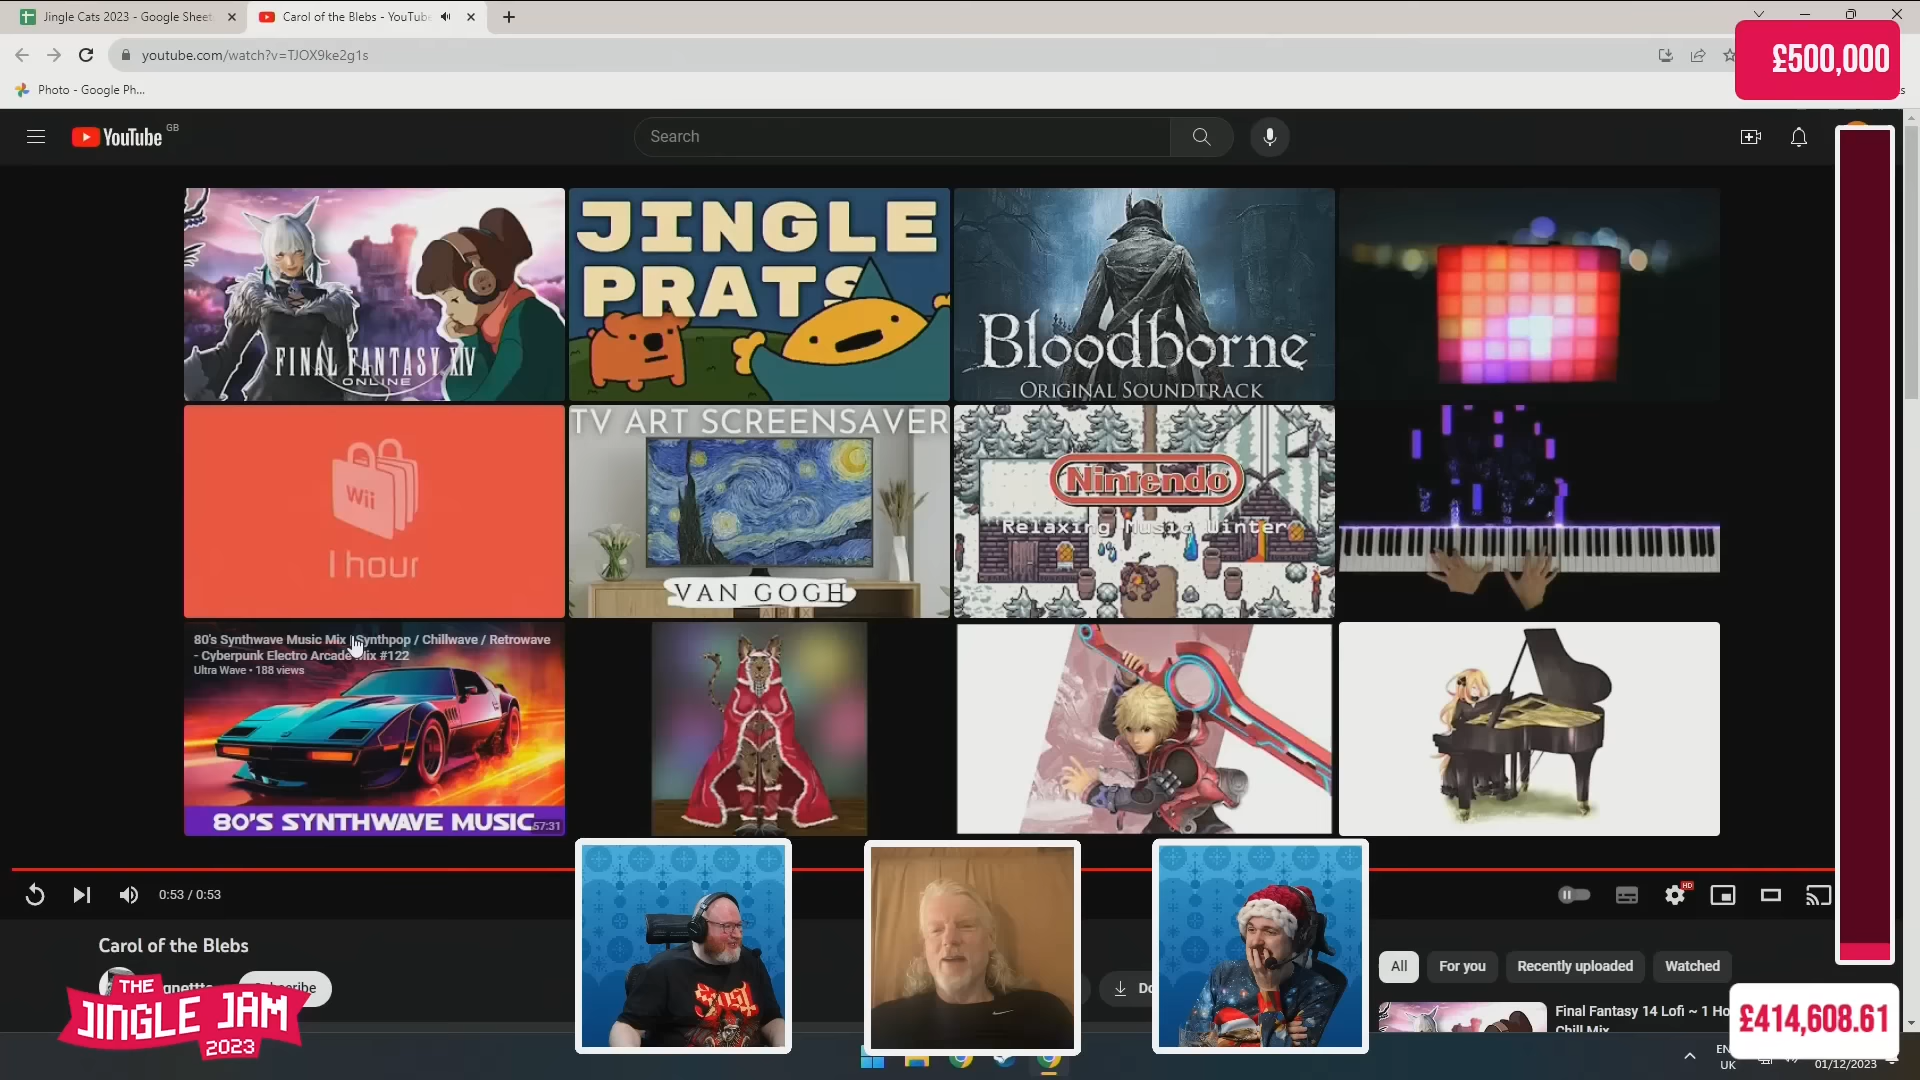 Jingle Cats 2023 - Google Sheet
Carol of the Blebs - YouTube
youtube.com/watch?v=TJOX9ke2g1s
£500,000
Photo - Google Ph...
YouTube GB
Search
FINAL FANTASY XIV
ONLINE
JINGLE
PRATS
Bloodborne
ORIGINAL SOUNDTRACK
Wii
1 hour
TV ART SCREENSAVER
VAN GOGH
Nintendo
Relaxing Music Winter
80's Synthwave Music Mix | Synthpop / Chillwave / Retrowave
- Cyberpunk Electro Arcade Mix #122
Ultra Wave • 188 views
80'S SYNTHWAVE MUSIC
57:31
0:53 / 0:53
HD
Carol of the Blebs
All
For you
Recently uploaded
Watched
THE
JINGLE JAM
2023
Final Fantasy 14 Lofi ~ 1 Ho
Chill Mix
£414,608.61
UK
01/12/2023